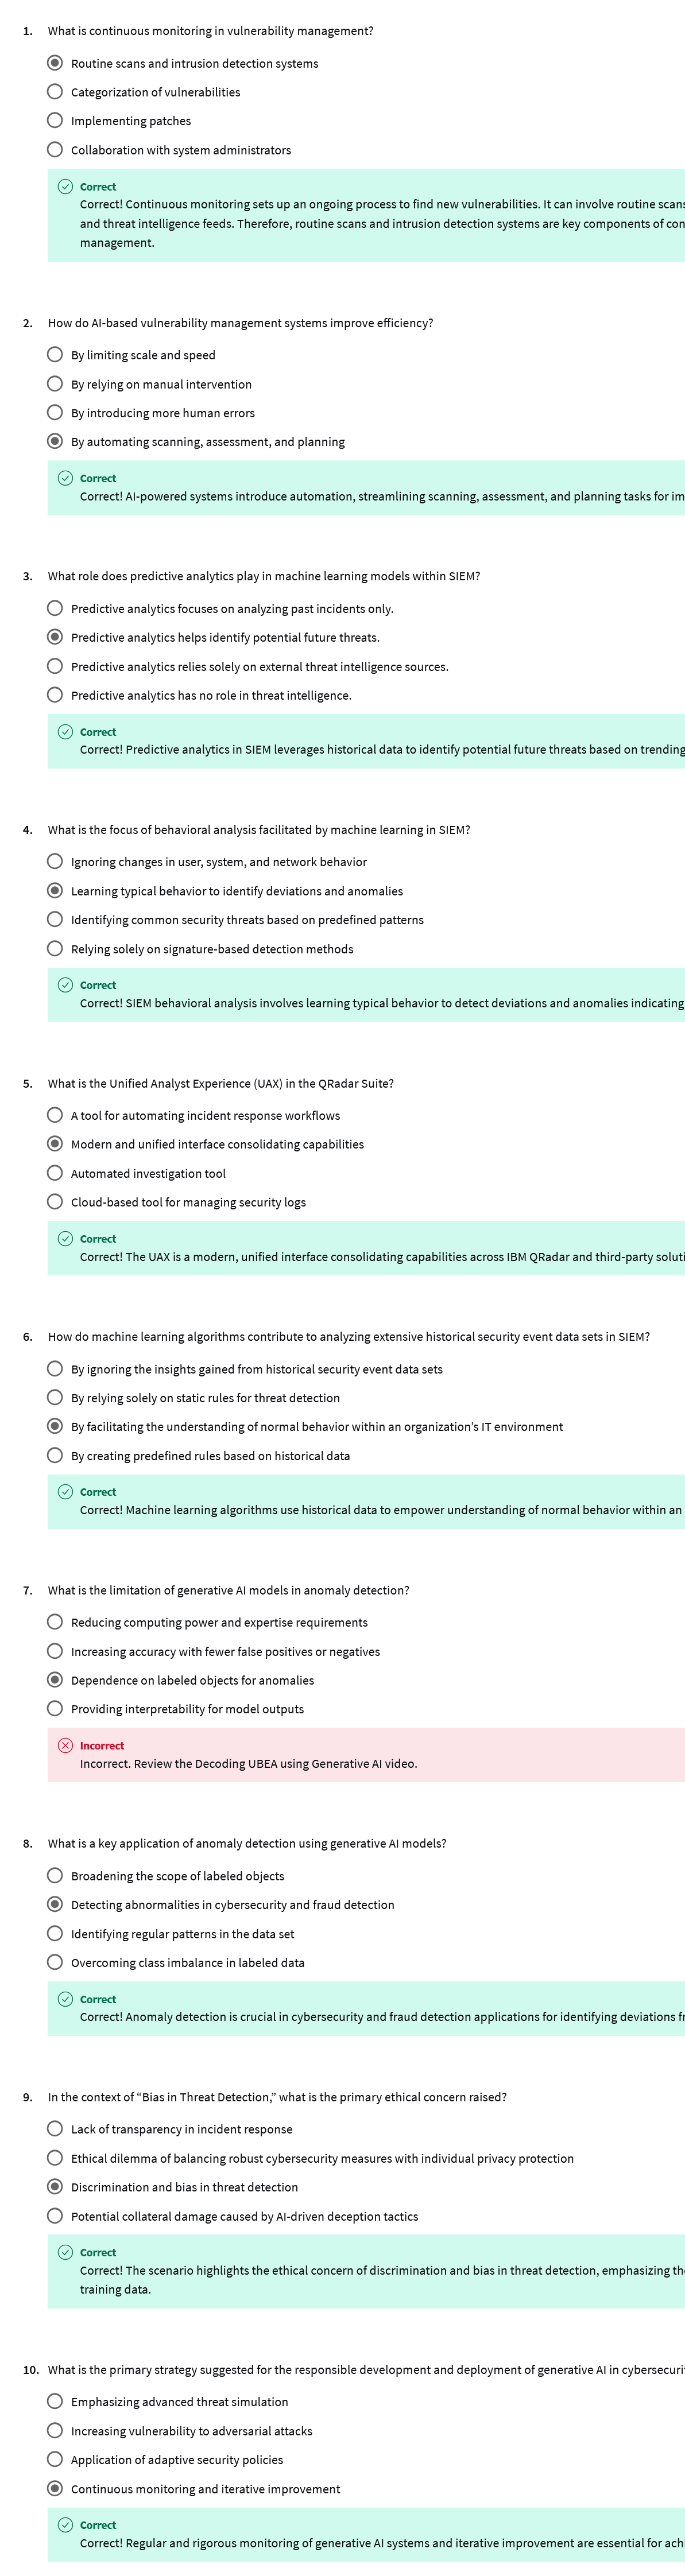 1. What is continuous monitoring in vulnerability management?
Routine scans and intrusion detection systems
Categorization of vulnerabilities
Implementing patches
Collaboration with system administrators
Correct
Correct! Continuous monitoring sets up an ongoing process to find new vulnerabilities. It can involve routine scans
and threat intelligence feeds. Therefore, routine scans and intrusion detection systems are key components of con
management.
2. How do AI-based vulnerability management systems improve efficiency?
By limiting scale and speed
By relying on manual intervention
By introducing more human errors
By automating scanning, assessment, and planning
Correct
Correct! AI-powered systems introduce automation, streamlining scanning, assessment, and planning tasks for im
3. What role does predictive analytics play in machine learning models within SIEM?
Predictive analytics focuses on analyzing past incidents only.
Predictive analytics helps identify potential future threats.
Predictive analytics relies solely on external threat intelligence sources.
Predictive analytics has no role in threat intelligence.
Correct
Correct! Predictive analytics in SIEM leverages historical data to identify potential future threats based on trending
4. What is the focus of behavioral analysis facilitated by machine learning in SIEM?
Ignoring changes in user, system, and network behavior
Learning typical behavior to identify deviations and anomalies
Identifying common security threats based on predefined patterns
Relying solely on signature-based detection methods
Correct
Correct! SIEM behavioral analysis involves learning typical behavior to detect deviations and anomalies indicating
5. What is the Unified Analyst Experience (UAX) in the QRadar Suite?
A tool for automating incident response workflows
Modern and unified interface consolidating capabilities
Automated investigation tool
Cloud-based tool for managing security logs
Correct
Correct! The UAX is a modern, unified interface consolidating capabilities across IBM QRadar and third-party soluti
6. How do machine learning algorithms contribute to analyzing extensive historical security event data sets in SIEM?
By ignoring the insights gained from historical security event data sets
By relying solely on static rules for threat detection
By facilitating the understanding of normal behavior within an organization’s IT environment
By creating predefined rules based on historical data
Correct
Correct! Machine learning algorithms use historical data to empower understanding of normal behavior within an
7. What is the limitation of generative AI models in anomaly detection?
Reducing computing power and expertise requirements
Increasing accuracy with fewer false positives or negatives
Dependence on labeled objects for anomalies
Providing interpretability for model outputs
Incorrect
Incorrect. Review the Decoding UBEA using Generative AI video.
8. What is a key application of anomaly detection using generative AI models?
Broadening the scope of labeled objects
Detecting abnormalities in cybersecurity and fraud detection
Identifying regular patterns in the data set
Overcoming class imbalance in labeled data
Correct
Correct! Anomaly detection is crucial in cybersecurity and fraud detection applications for identifying deviations fr
9. In the context of “Bias in Threat Detection,” what is the primary ethical concern raised?
Lack of transparency in incident response
Ethical dilemma of balancing robust cybersecurity measures with individual privacy protection
Discrimination and bias in threat detection
Potential collateral damage caused by AI-driven deception tactics
Correct
Correct! The scenario highlights the ethical concern of discrimination and bias in threat detection, emphasizing the
training data.
10. What is the primary strategy suggested for the responsible development and deployment of generative AI in cybersecuri
Emphasizing advanced threat simulation
Increasing vulnerability to adversarial attacks
Application of adaptive security policies
Continuous monitoring and iterative improvement
Correct
Correct! Regular and rigorous monitoring of generative AI systems and iterative improvement are essential for ach